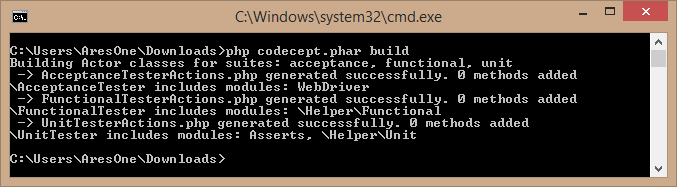 C:\Windows\system32\cmd.exe
C:\Users\AresOne\Downloads>php codecept.phar build
Building Actor classes for suites: acceptance, functional, unit
 -> AcceptanceTesterActions.php generated successfully. 0 methods added
\AcceptanceTester includes modules: WebDriver
 -> FunctionalTesterActions.php generated successfully. 0 methods added
\FunctionalTester includes modules: \Helper\Functional
 -> UnitTesterActions.php generated successfully. 0 methods added
\UnitTester includes modules: Asserts, \Helper\Unit
C:\Users\AresOne\Downloads>